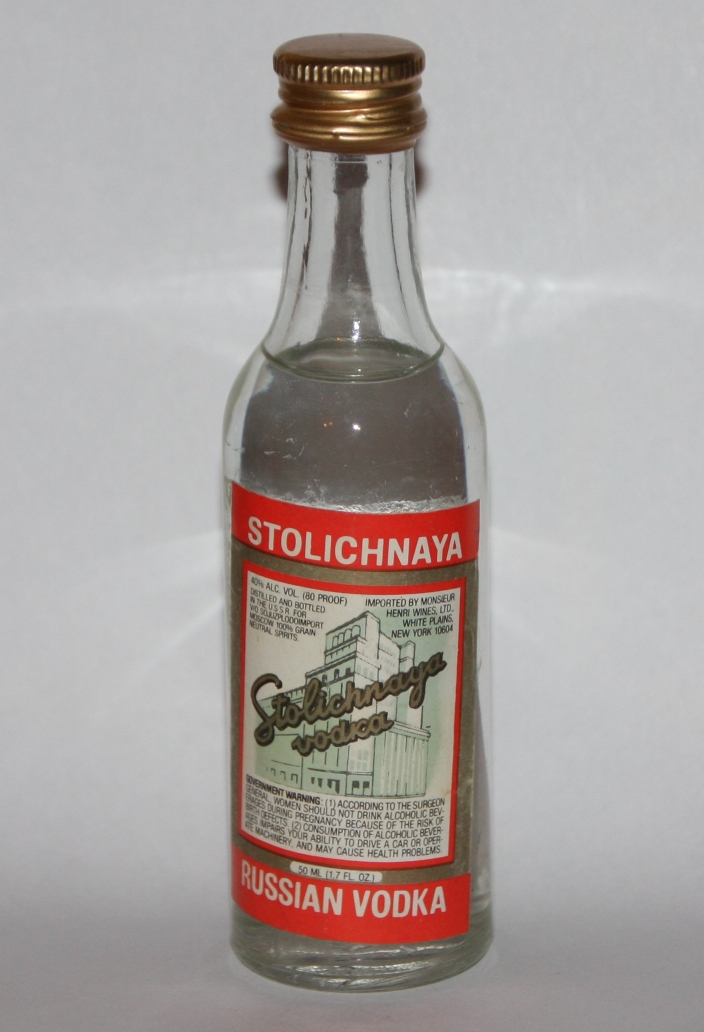 STOLICHNAYA
40% ALC. VOL. (80 PROOF)
DISTILLED AND BOTTLED
IN THE U.S.S.R. FOR
V/O SOJUZPLODOIMPORT
MOSCOW 100% GRAIN
NEUTRAL SPIRITS.
IMPORTED BY MONSIEUR
HENRI WINES, LTD.,
WHITE PLAINS,
NEW YORK 10604
Stolichnaya
vodka
GOVERNMENT WARNING: (1) ACCORDING TO THE SURGEON
GENERAL, WOMEN SHOULD NOT DRINK ALCOHOLIC BEV-
ERAGES DURING PREGNANCY BECAUSE OF THE RISK OF
BIRTH DEFECTS. (2) CONSUMPTION OF ALCOHOLIC BEVER-
AGES IMPAIRS YOUR ABILITY TO DRIVE A CAR OR OPER-
ATE MACHINERY, AND MAY CAUSE HEALTH PROBLEMS.
50 ML (1.7 FL. OZ.)
RUSSIAN VODKA